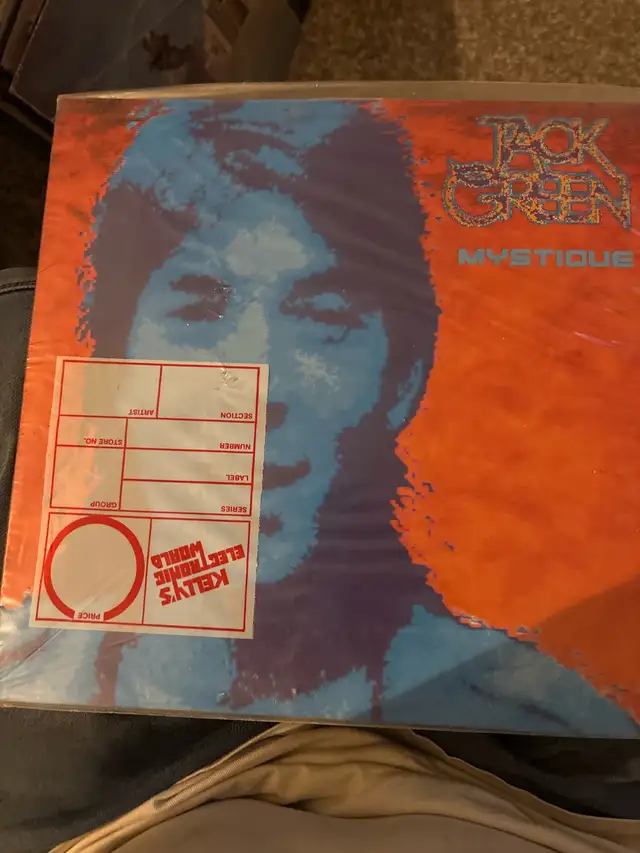 JACK
GREEN
MYSTIQUE
PRICE
KELLY'S
ELECTRONIC
WORLD
SERIES
GROUP
LABEL
NUMBER
STORE NO.
SECTION
ARTIST